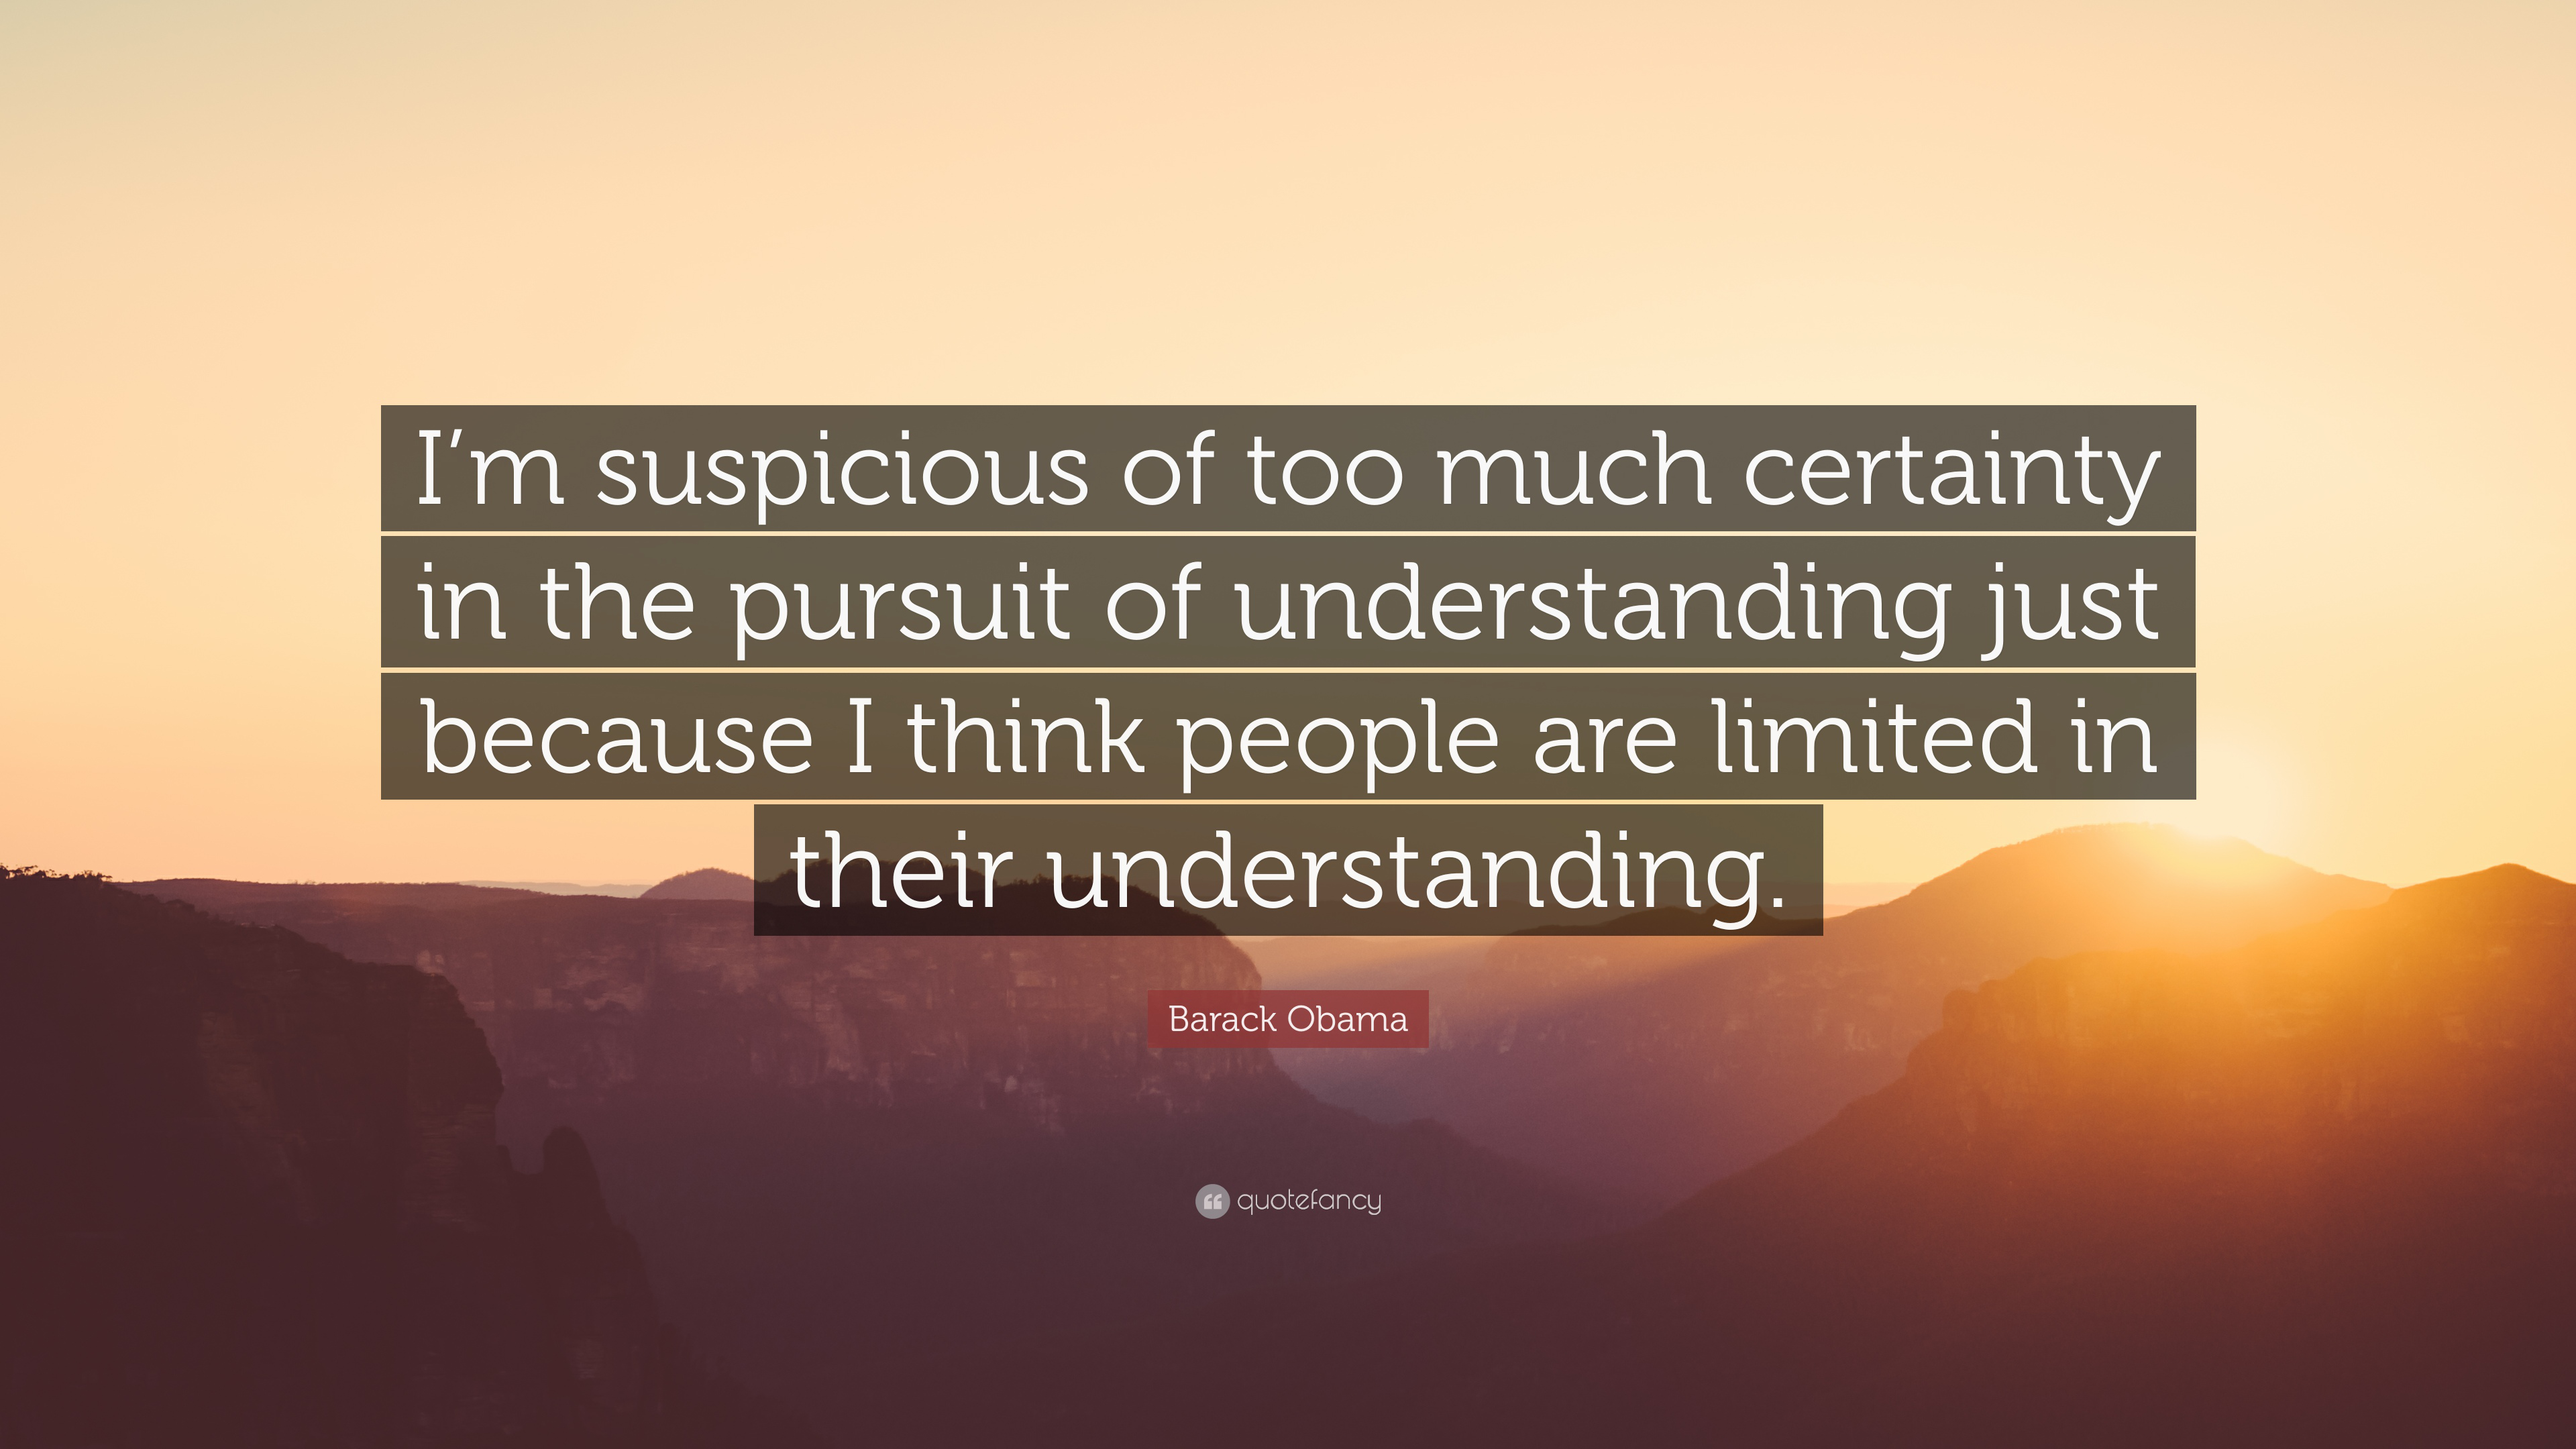 I’m suspicious of too much certainty
in the pursuit of understanding just
because I think people are limited in
their understanding.
Barack Obama
quotefancy